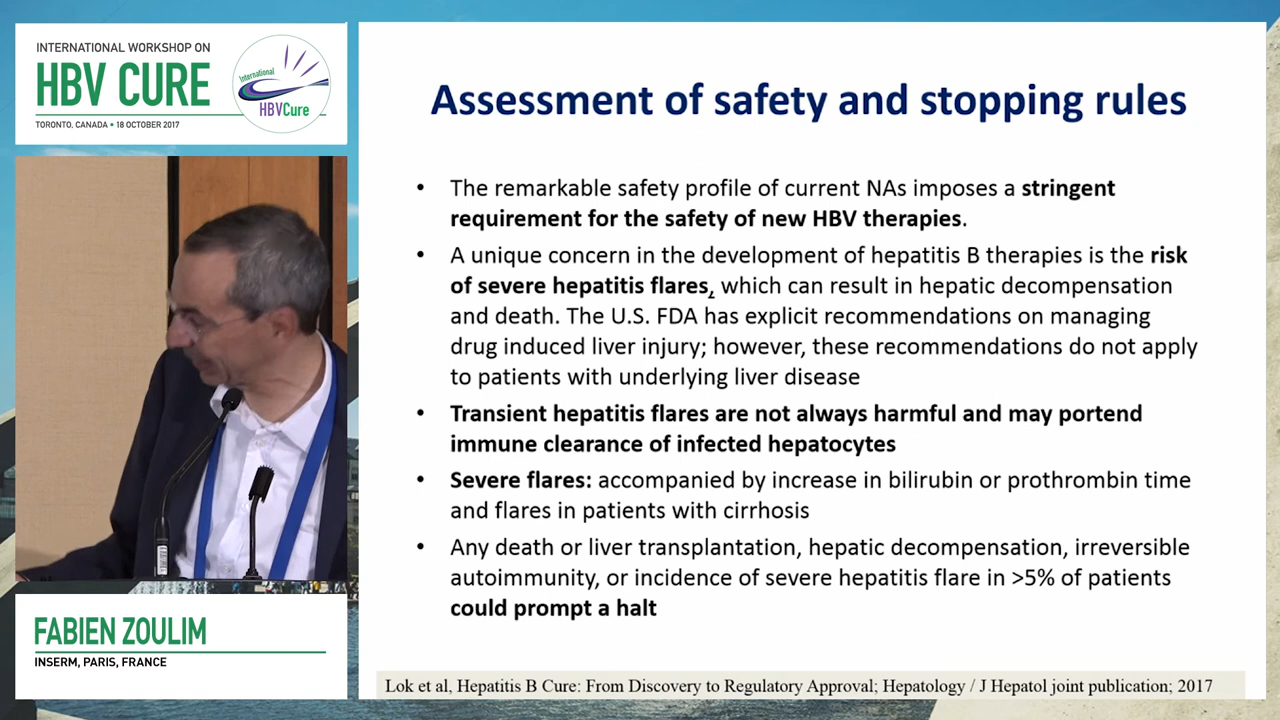 INTERNATIONAL WORKSHOP ON
HBV CURE
TORONTO, CANADA • 18 OCTOBER 2017
International
HBVCure
Assessment of safety and stopping rules
• The remarkable safety profile of current NAs imposes a stringent
requirement for the safety of new HBV therapies.
• A unique concern in the development of hepatitis B therapies is the risk
of severe hepatitis flares, which can result in hepatic decompensation
and death. The U.S. FDA has explicit recommendations on managing
drug induced liver injury; however, these recommendations do not apply
to patients with underlying liver disease
• Transient hepatitis flares are not always harmful and may portend
immune clearance of infected hepatocytes
• Severe flares: accompanied by increase in bilirubin or prothrombin time
and flares in patients with cirrhosis
• Any death or liver transplantation, hepatic decompensation, irreversible
autoimmunity, or incidence of severe hepatitis flare in >5% of patients
could prompt a halt
Lok et al, Hepatitis B Cure: From Discovery to Regulatory Approval; Hepatology / J Hepatol joint publication; 2017
FABIEN ZOULIM
INSERM, PARIS, FRANCE